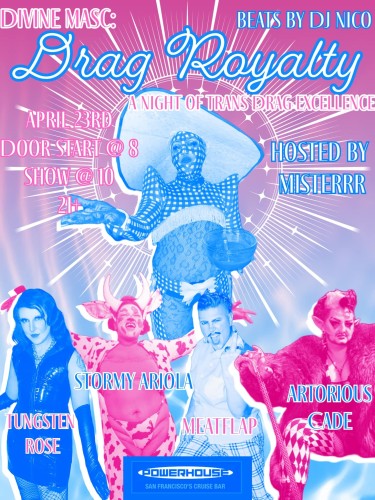 DIVINE MASC:
BEATS BY DJ NICO
Drag Royalty
A NIGHT OF TRANS DRAG EXCELLENCE
APRIL 23RD
DOOR START @ 8
SHOW @ 10
21+
HOSTED BY
MISTERRR
STORMY ARIOLA
TUNGSTEN
ROSE
MEATFLAP
ARTORIOUS
CADE
POWERHOUSE
SAN FRANCISCO'S CRUISE BAR.